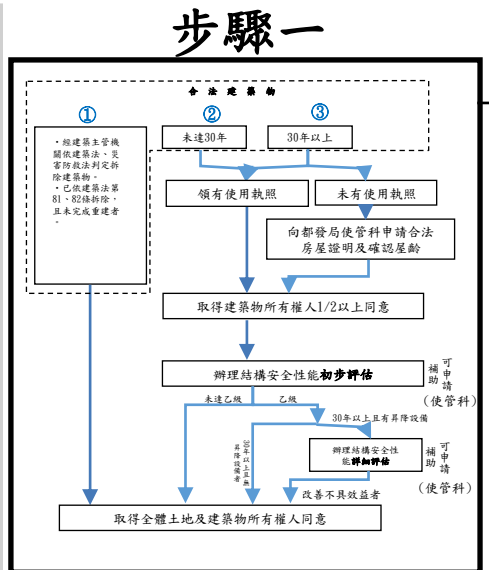 步驟一
合法建築物
①
②
③
・經建築主管機
關依建築法、災
害防救法判定拆
除建築物。
・已依建築法第
81、82條拆除,
且未完成重建者
。
未達30年
30年以上
領有使用執照
未有使用執照
向都發局使管科申請合法
房屋證明及確認屋齡
取得建築物所有權人1/2以上同意
辦理結構安全性能初步評估
可申請
補助
(使管科)
未達乙級
乙級
30年以上且有昇降設備
30年以上且無
昇降設備者
辦理結構安全性
能詳細評估
可申請
補助
(使管科)
改善不具效益者
取得全體土地及建築物所有權人同意